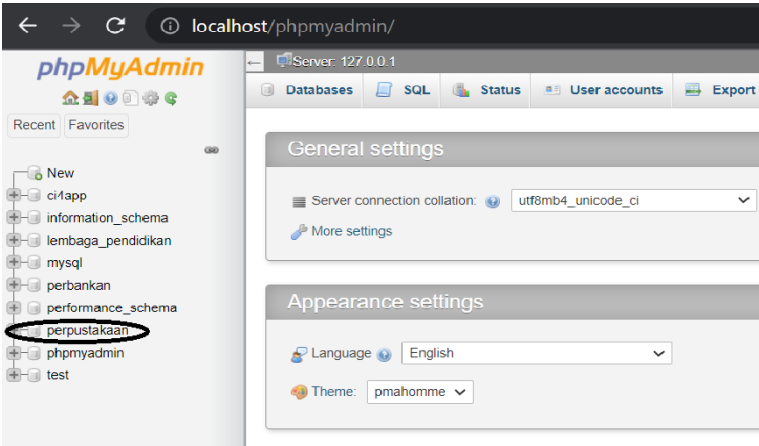 localhost/phpmyadmin/
phpMyAdmin
Recent Favorites
New
ci4app
information_schema
lembaga_pendidikan
mysql
perbankan
performance_schema
perpustakaan
phpmyadmin
test
Server: 127.0.0.1
Databases SQL Status User accounts Export
General settings
Server connection collation: utf8mb4_unicode_ci
More settings
Appearance settings
Language English
Theme: pmahomme